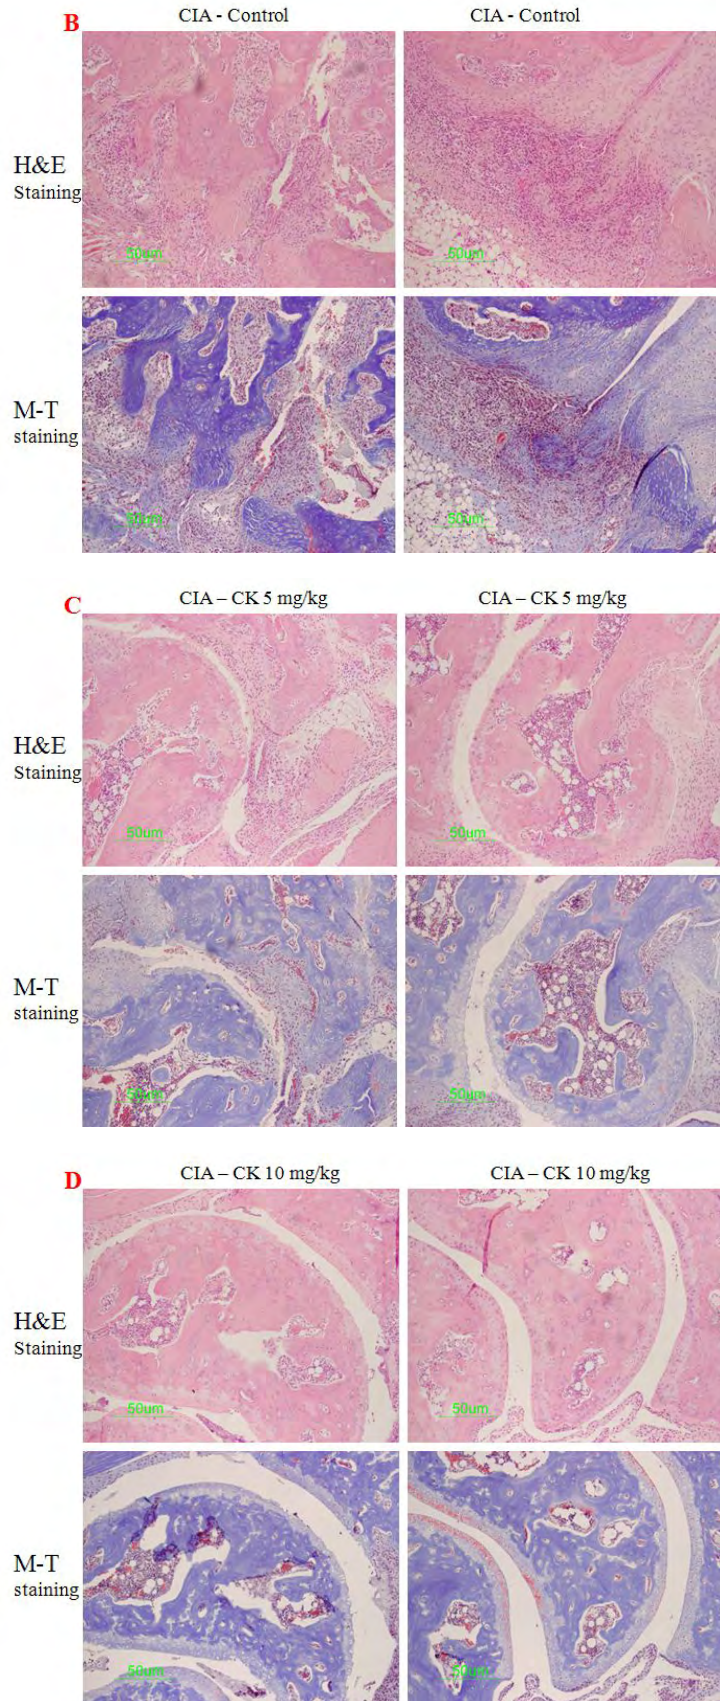 B
CIA - Control
CIA - Control
H&E
Staining
50um
50um
M-T
staining
50um
50um
C
CIA – CK 5 mg/kg
CIA – CK 5 mg/kg
H&E
Staining
50um
50um
M-T
staining
50um
50um
D
CIA – CK 10 mg/kg
CIA – CK 10 mg/kg
H&E
Staining
50um
50um
M-T
staining
50um
50um